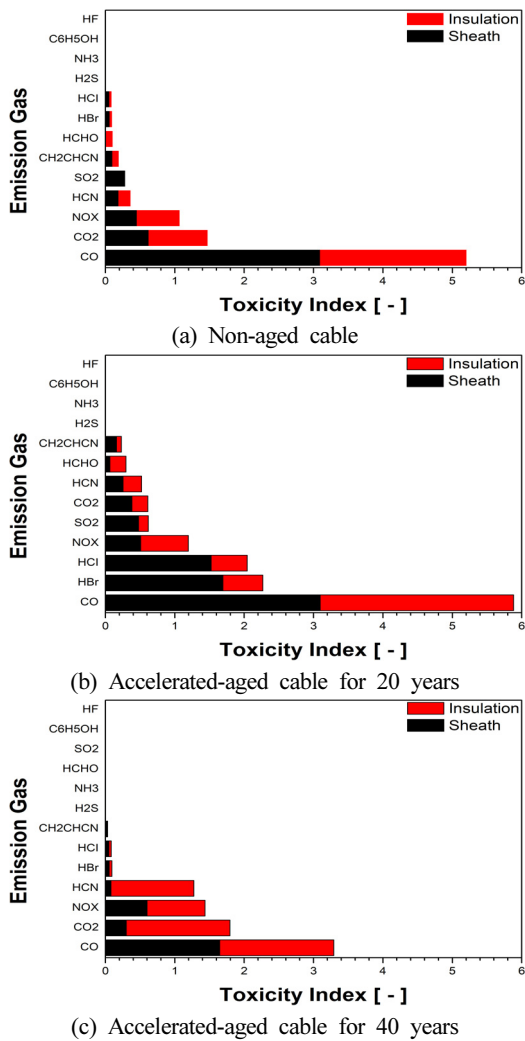 HF
C6H5OH
NH3
H2S
HCl
HBr
HCHO
CH2CHCN
SO2
HCN
NOX
CO2
CO
Emission Gas
Insulation
Sheath
0 1 2 3 4 5 6
Toxicity Index [ - ]
(a) Non-aged cable
HF
C6H5OH
NH3
H2S
CH2CHCN
HCHO
HCN
CO2
SO2
NOX
HCl
HBr
CO
Emission Gas
Insulation
Sheath
0 1 2 3 4 5 6
Toxicity Index [ - ]
(b) Accelerated-aged cable for 20 years
HF
C6H5OH
SO2
HCHO
NH3
H2S
CH2CHCN
HCl
HBr
HCN
NOX
CO2
CO
Emission Gas
Insulation
Sheath
0 1 2 3 4 5 6
Toxicity Index [ - ]
(c) Accelerated-aged cable for 40 years